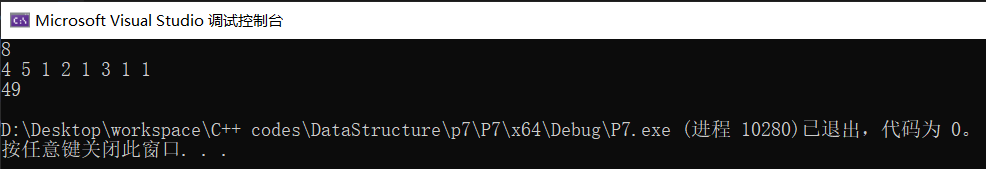 Microsoft Visual Studio 调试控制台
8
4 5 1 2 1 3 1 1
49
D:\Desktop\workspace\C++ codes\DataStructure\p7\P7\x64\Debug\P7.exe (进程 10280)已退出，代码为 0。
按任意键关闭此窗口. . .